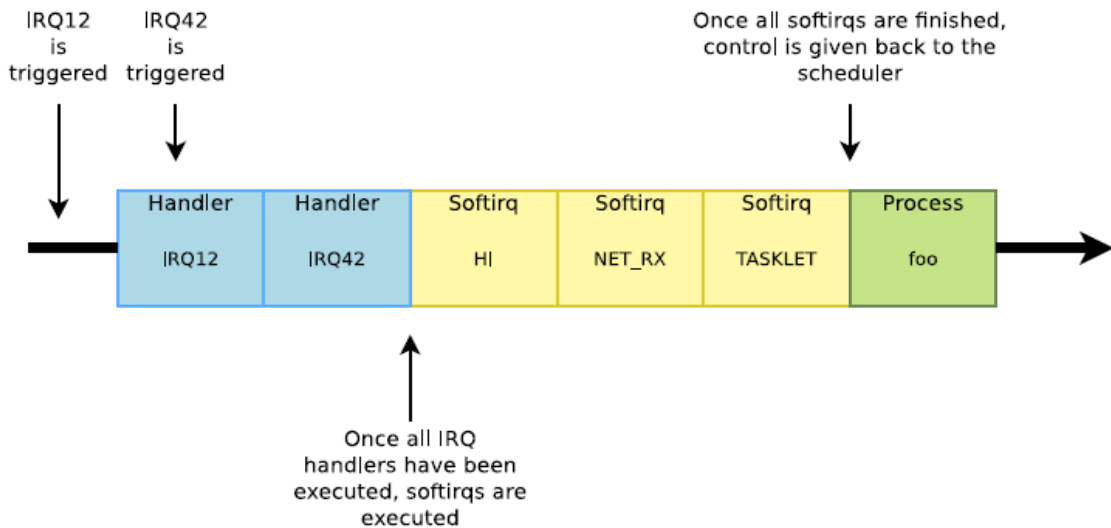 IRQ12
is
triggered
IRQ42
is
triggered
Once all softirqs are finished,
control is given back to the
scheduler
Handler
IRQ12
Handler
IRQ42
Softirq
HI
Softirq
NET_RX
Softirq
TASKLET
Process
foo
Once all IRQ
handlers have been
executed, softirqs are
executed